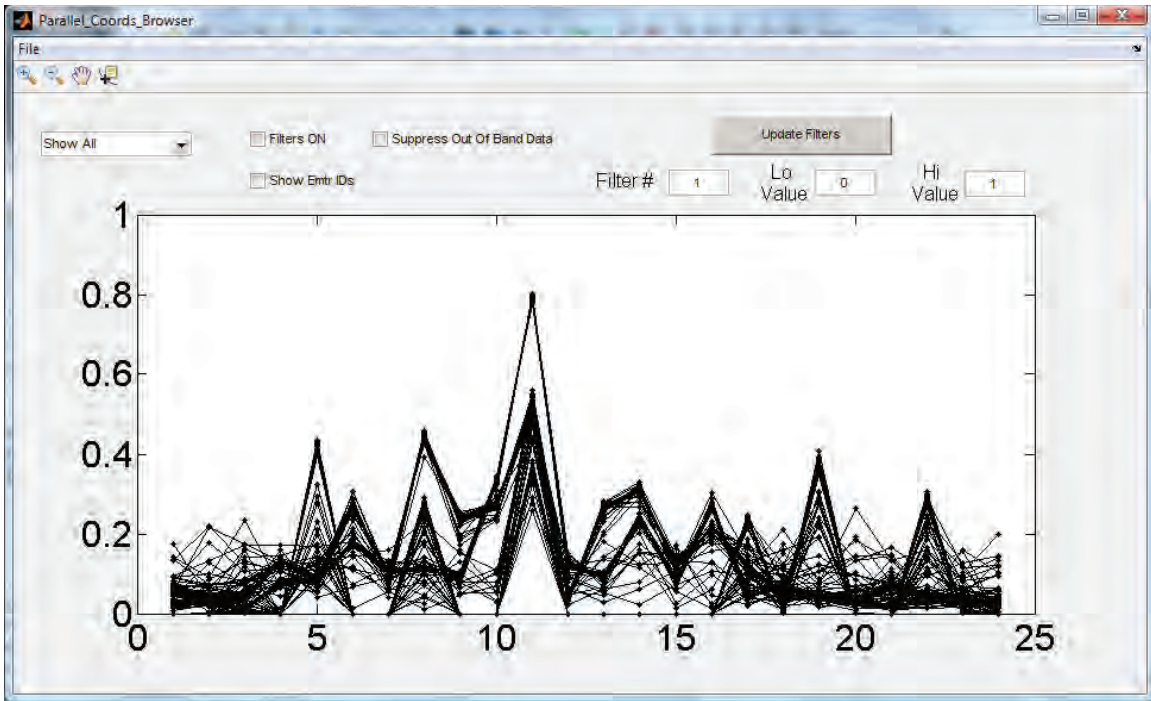 Parallel_Coords_Browser
File
Show All
Filters ON
Suppress Out Of Band Data
Update Filters
Show Emtr IDs
Filter #
1
Lo
Value
0
Hi
Value
1
1
0.8
0.6
0.4
0.2
0
0 5 10 15 20 25